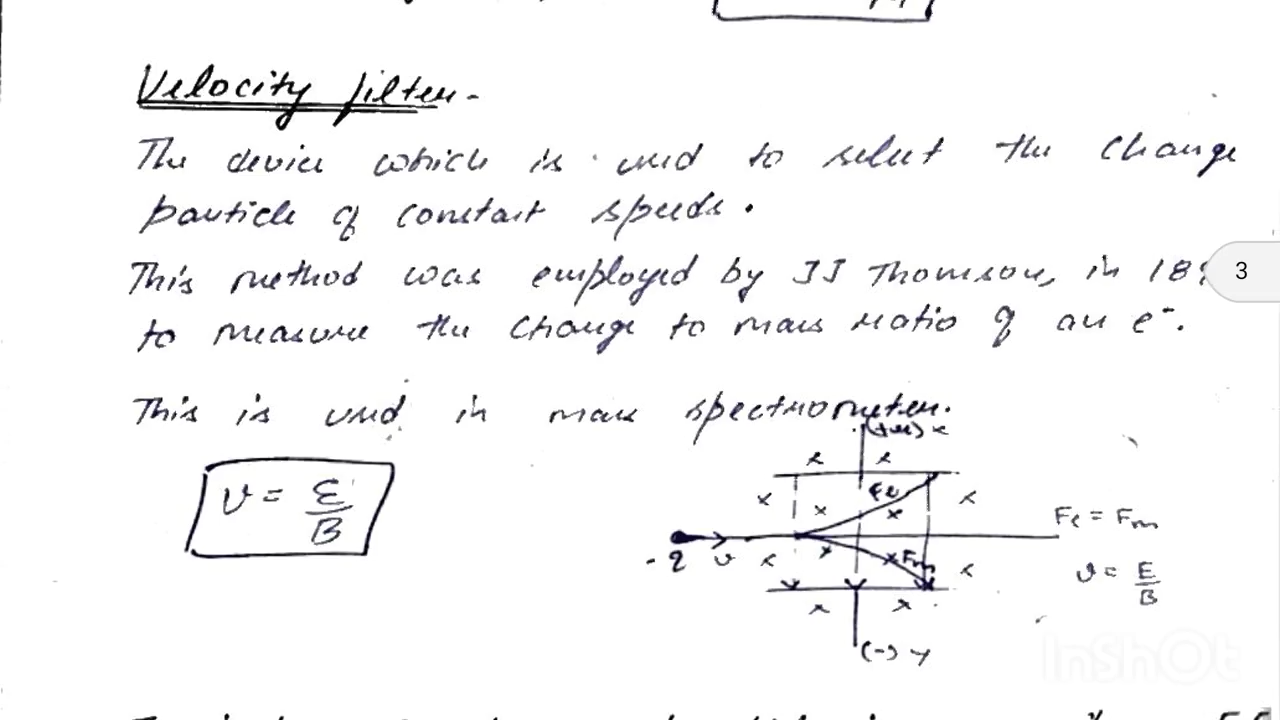 Velocity filter-
The device which is used to select the charge
particle of constant speeds.
This method was employed by JJ Thomson, in 189
3
to measure the charge to mass ratio of an e⁻.
This is used in mass spectrometer.
(+ve) x
x x
v = E/B
x Fe x
x x
Fe = Fm
-q v x x x Fm x
v = E/B
x x
(-) y
InShOt